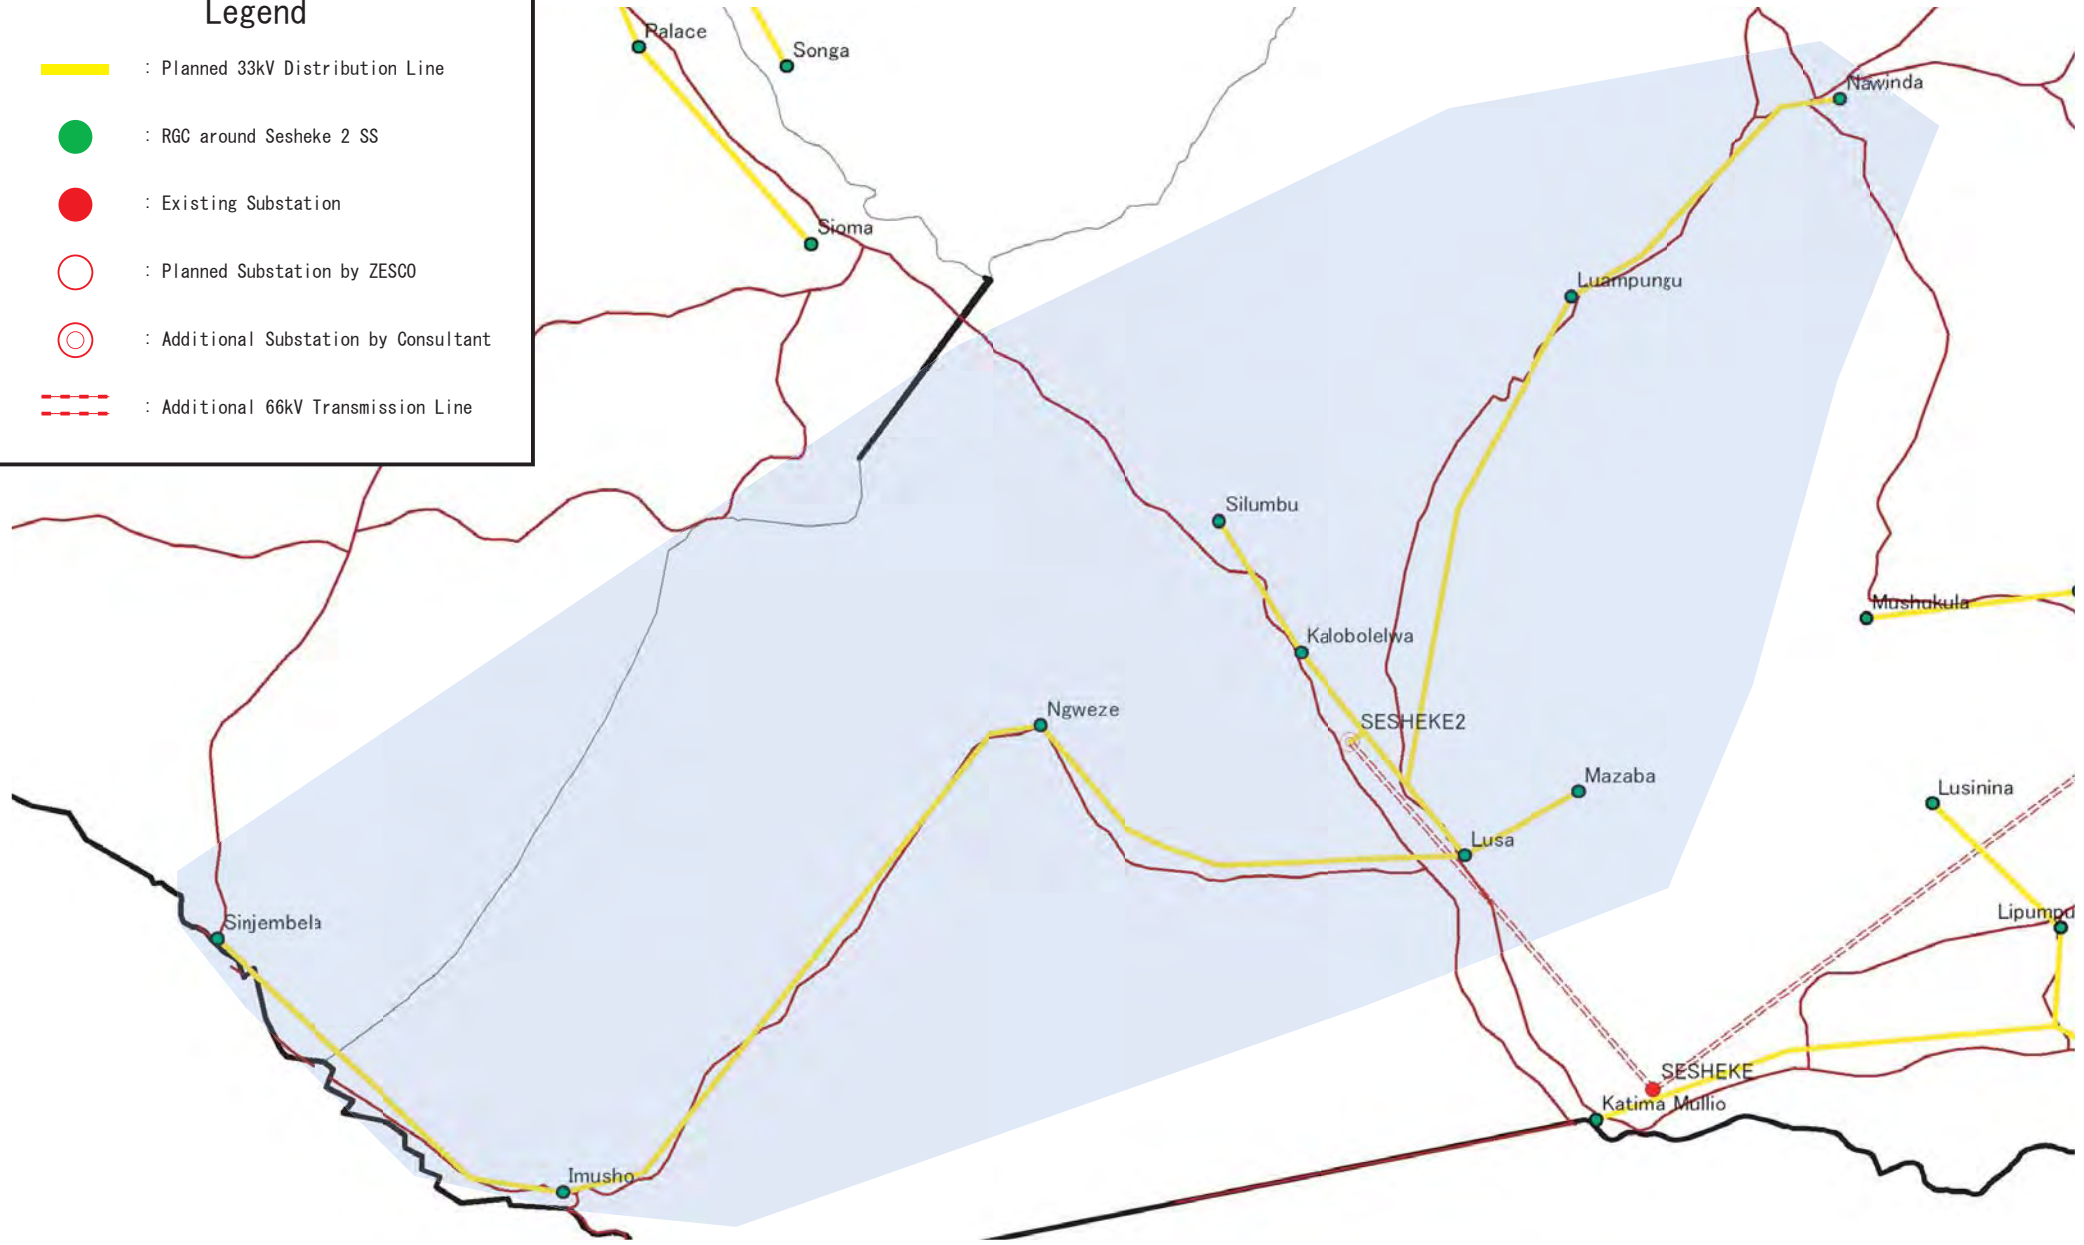 Legend
: Planned 33kV Distribution Line
: RGC around Sesheke 2 SS
: Existing Substation
: Planned Substation by ZESCO
: Additional Substation by Consultant
: Additional 66kV Transmission Line
Palace
Songa
Nawinda
Sioma
Luampungu
Silumbu
Mushukula
Kalobolelwa
Ngweze
SESHEKE2
Mazaba
Lusinina
Lusa
Lipumpu
Sinjembela
SESHEKE
Katima Mullio
Imusho